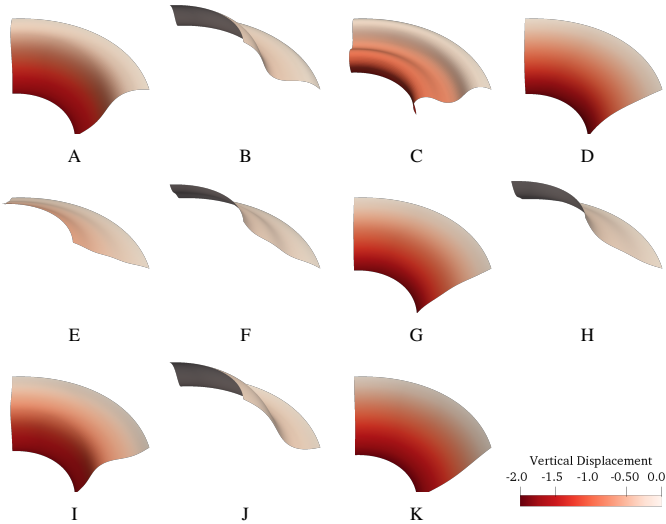 A B C D
E F G H
Vertical Displacement
-2.0 -1.5 -1.0 -0.50 0.0
I J K